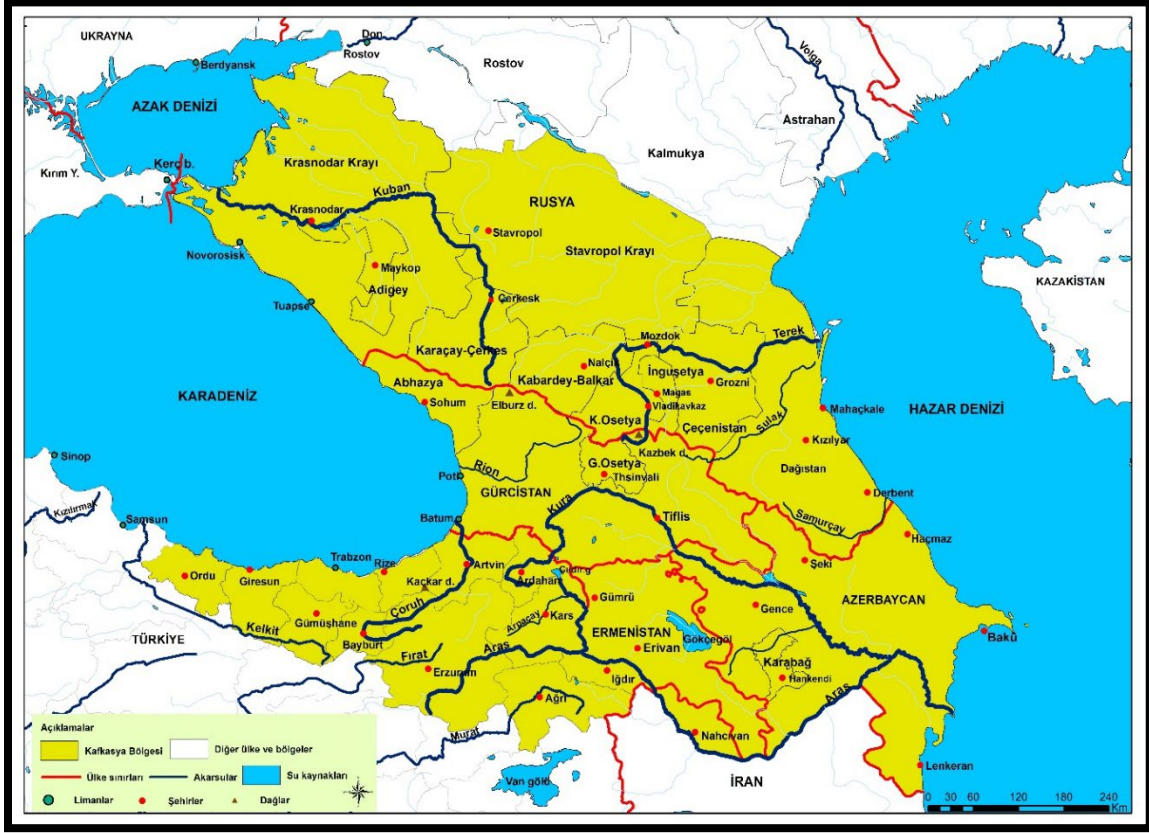 UKRAYNA
Don
Rostov
Rostov
Volga
Berdyansk
AZAK DENİZİ
Astrahan
Kerç b.
Kırım Y.
Krasnodar Krayı
Kalmukya
Kuban
Krasnodar
RUSYA
Stavropol
Stavropol Krayı
Novorosisk
Maykop
Adigey
KAZAKİSTAN
Tuapse
Çerkesk
Mozdok
Terek
Karaçay-Çerkes
Nalçik
İnguşetya
Kabardey-Balkar
Grozni
Abhazya
Magas
KARADENİZ
Elburz d.
Sohum
Vladikavkaz
Mahaçkale
HAZAR DENİZİ
K.Osetya
Çeçenistan
Sulak
Kızılyar
Kazbek d.
Sinop
Rion
G.Osetya
Dağıstan
Poti
Thsinvali
GÜRCİSTAN
Derbent
Kızılırmak
Kura
Samurçay
Samsun
Batum
Tiflis
Haçmaz
Trabzon
Rize
Artvin
Şeki
Ordu
Giresun
Kaçkar d.
Ardahan
Çıldır g
Çoruh
Gümrü
Gence
AZERBAYCAN
Gümüşhane
Arpaçay
Kars
Bakû
TÜRKİYE
Kelkit
Bayburt
ERMENİSTAN
Gökçegöl
Erivan
Fırat
Aras
Karabağ
Erzurum
Iğdır
Hankendi
Aras
Ağrı
Murat
Nahcivan
Lenkeran
Van gölü
İRAN
Açıklamalar
Kafkasya Bölgesi
Diğer ülke ve bölgeler
Ülke sınırları
Akarsular
Su kaynakları
Limanlar
Şehirler
Dağlar
0 30 60 120 180 240
Km